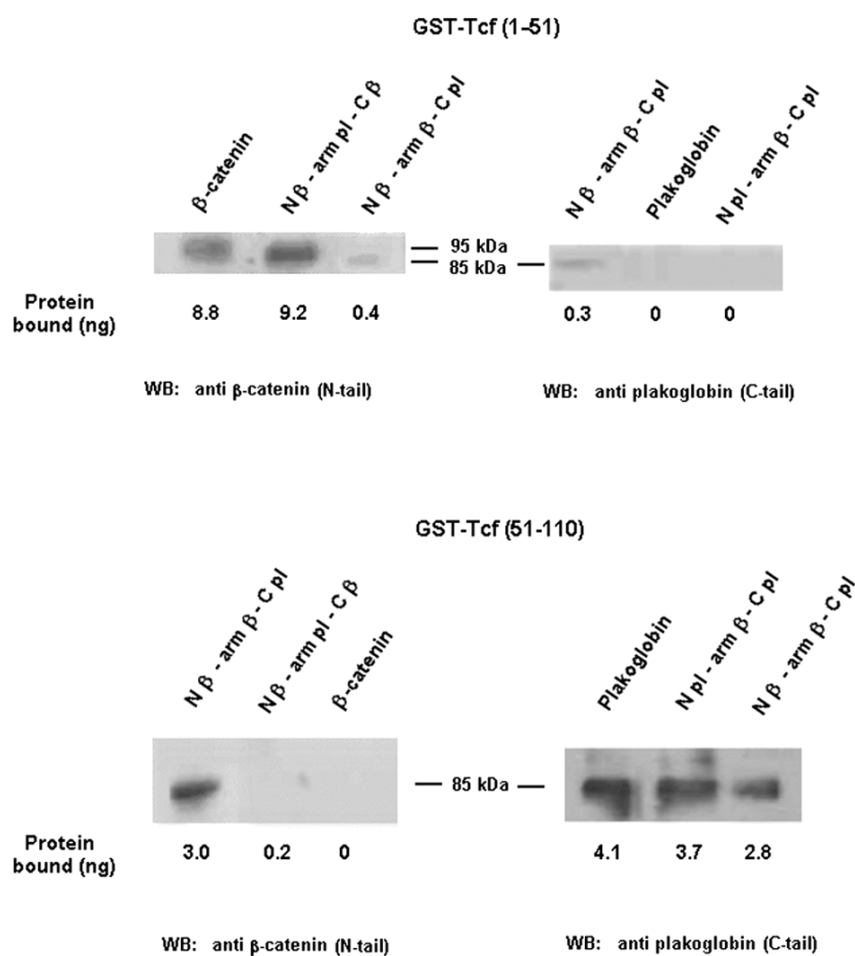 GST-Tcf (1-51)
β-catenin
N β - arm pl - C β
N β - arm β - C pl
N β - arm β - C pl
Plakoglobin
N pl - arm β - C pl
95 kDa
85 kDa
Protein bound (ng)
8.8 9.2 0.4
0.3 0 0
WB: anti β-catenin (N-tail)
WB: anti plakoglobin (C-tail)
GST-Tcf (51-110)
N β - arm β - C pl
N β - arm pl - C β
β-catenin
Plakoglobin
N pl - arm β - C pl
N β - arm β - C pl
85 kDa
Protein bound (ng)
3.0 0.2 0
4.1 3.7 2.8
WB: anti β-catenin (N-tail)
WB: anti plakoglobin (C-tail)